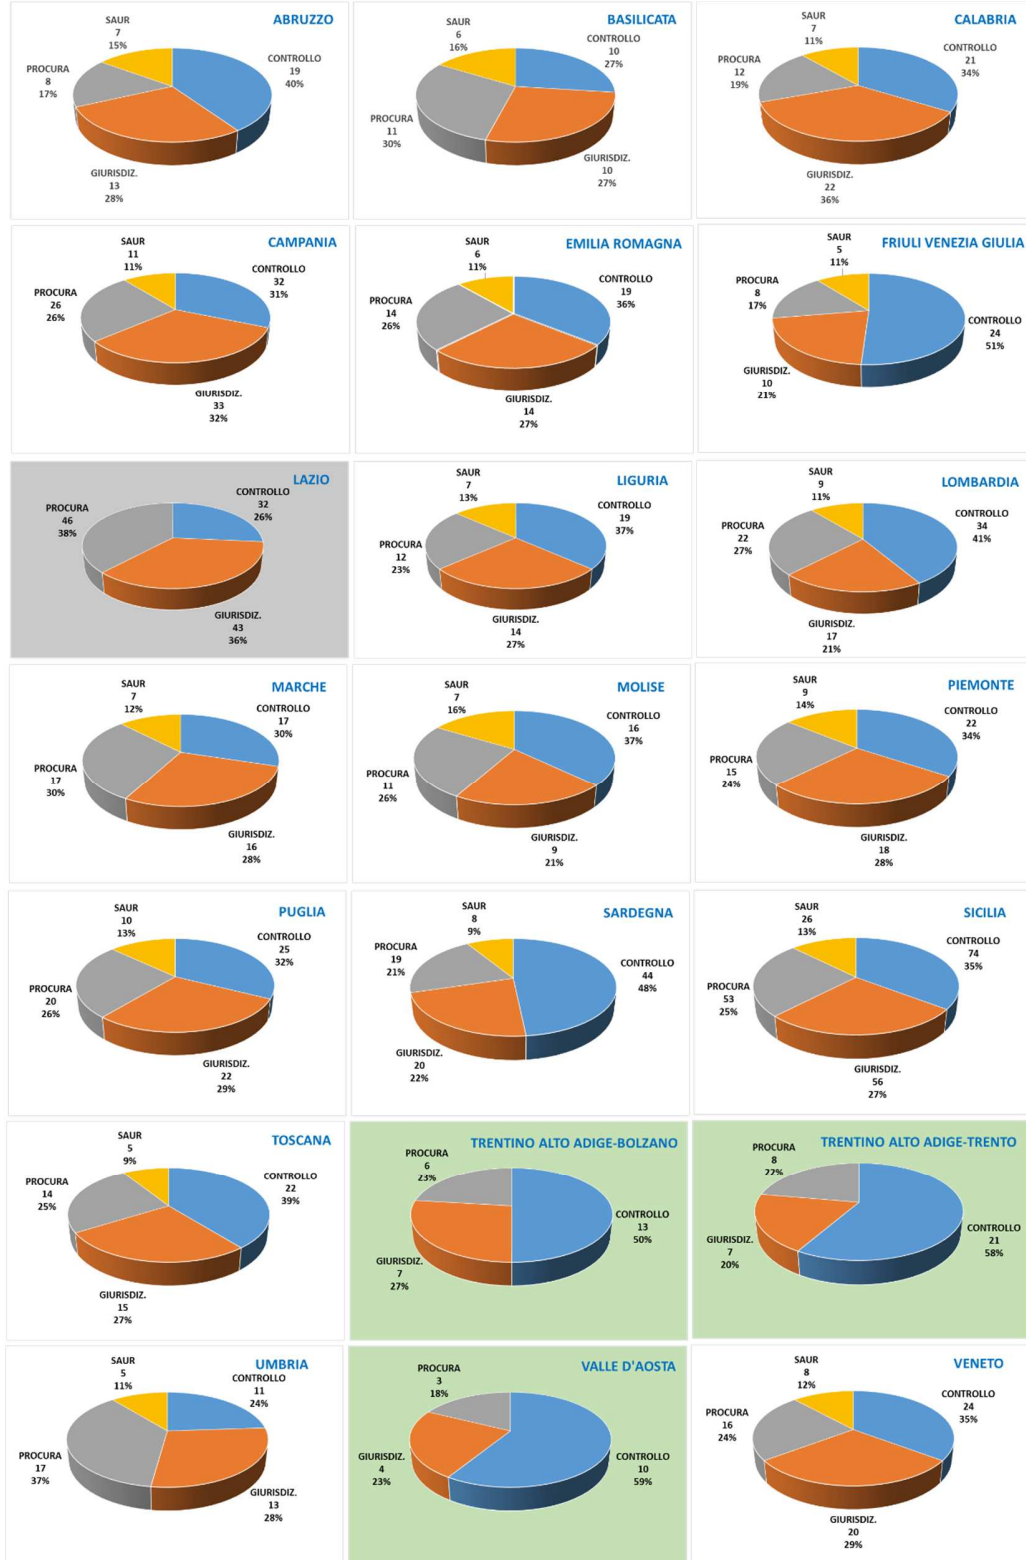 ABRUZZO
SAUR
7
15%
CONTROLLO
19
40%
PROCURA
8
17%
GIURISDIZ.
13
28%
BASILICATA
SAUR
6
16%
CONTROLLO
10
27%
PROCURA
11
30%
GIURISDIZ.
10
27%
CALABRIA
SAUR
7
11%
CONTROLLO
21
34%
PROCURA
12
19%
GIURISDIZ.
22
36%
CAMPANIA
SAUR
11
11%
CONTROLLO
32
31%
PROCURA
26
26%
GIURISDIZ.
33
32%
EMILIA ROMAGNA
SAUR
6
11%
CONTROLLO
19
36%
PROCURA
14
26%
GIURISDIZ.
14
27%
FRIULI VENEZIA GIULIA
SAUR
5
11%
PROCURA
8
17%
CONTROLLO
24
51%
GIURISDIZ.
10
21%
LAZIO
CONTROLLO
32
26%
PROCURA
46
38%
GIURISDIZ.
43
36%
LIGURIA
SAUR
7
13%
CONTROLLO
19
37%
PROCURA
12
23%
GIURISDIZ.
14
27%
LOMBARDIA
SAUR
9
11%
CONTROLLO
34
41%
PROCURA
22
27%
GIURISDIZ.
17
21%
MARCHE
SAUR
7
12%
CONTROLLO
17
30%
PROCURA
17
30%
GIURISDIZ.
16
28%
MOLISE
SAUR
7
16%
CONTROLLO
16
37%
PROCURA
11
26%
GIURISDIZ.
9
21%
PIEMONTE
SAUR
9
14%
CONTROLLO
22
34%
PROCURA
15
24%
GIURISDIZ.
18
28%
PUGLIA
SAUR
10
13%
CONTROLLO
25
32%
PROCURA
20
26%
GIURISDIZ.
22
29%
SARDEGNA
SAUR
8
9%
PROCURA
19
21%
CONTROLLO
44
48%
GIURISDIZ.
20
22%
SICILIA
SAUR
26
13%
CONTROLLO
74
35%
PROCURA
53
25%
GIURISDIZ.
56
27%
TOSCANA
SAUR
5
9%
CONTROLLO
22
39%
PROCURA
14
25%
GIURISDIZ.
15
27%
TRENTINO ALTO ADIGE-BOLZANO
PROCURA
6
23%
CONTROLLO
13
50%
GIURISDIZ.
7
27%
TRENTINO ALTO ADIGE-TRENTO
PROCURA
8
22%
CONTROLLO
21
58%
GIURISDIZ.
7
20%
UMBRIA
SAUR
5
11%
CONTROLLO
11
24%
PROCURA
17
37%
GIURISDIZ.
13
28%
VALLE D'AOSTA
PROCURA
3
18%
GIURISDIZ.
4
23%
CONTROLLO
10
59%
VENETO
SAUR
8
12%
CONTROLLO
24
35%
PROCURA
16
24%
GIURISDIZ.
20
29%